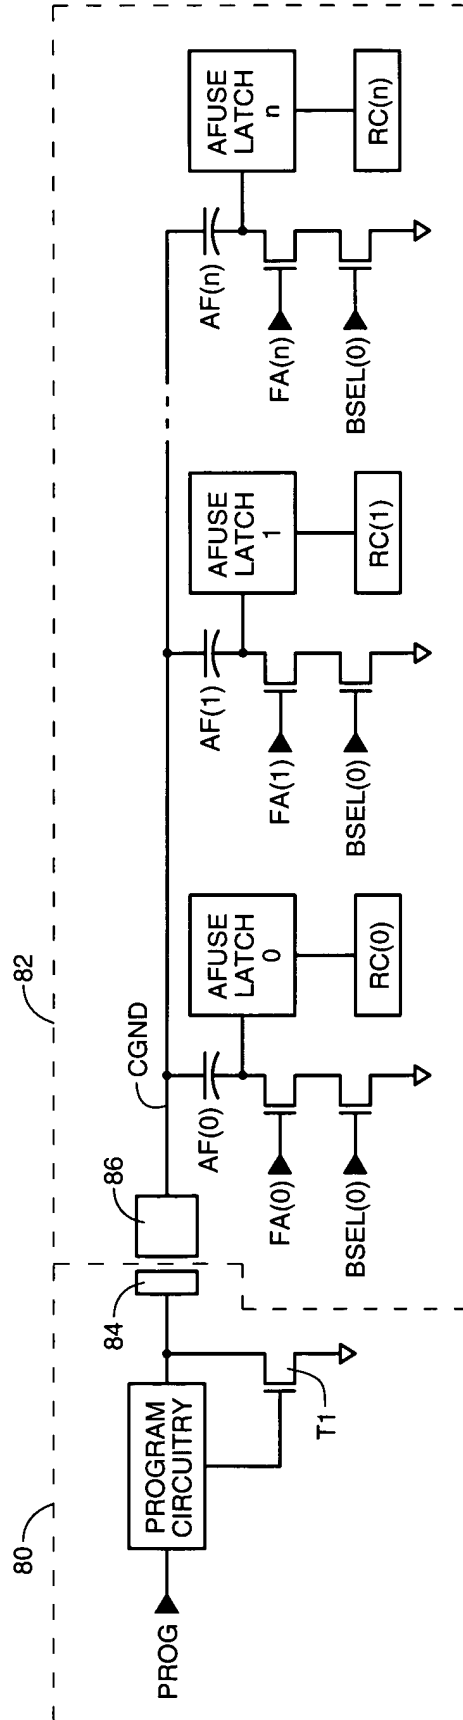 80
82
PROG
PROGRAM
CIRCUITRY
T1
84
86
CGND
AF(0)
AFUSE
LATCH
0
RC(0)
FA(0)
BSEL(0)
AF(1)
AFUSE
LATCH
1
RC(1)
FA(1)
BSEL(0)
AF(n)
AFUSE
LATCH
n
RC(n)
FA(n)
BSEL(0)